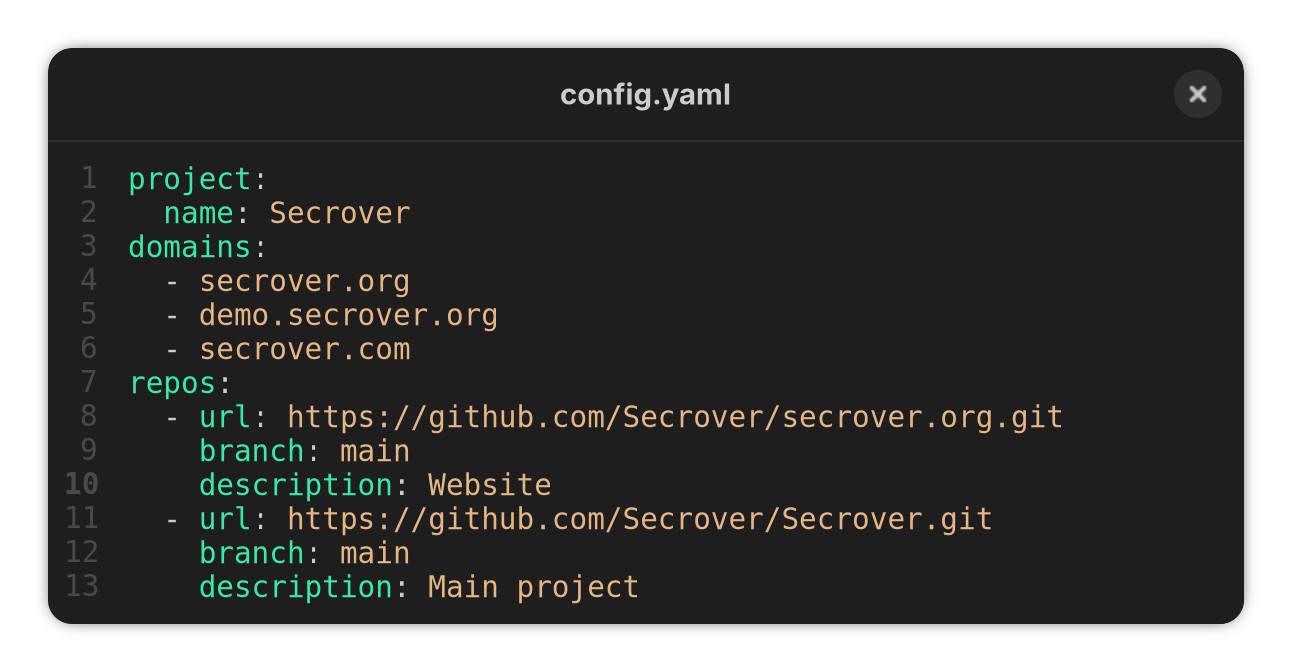 config.yaml
1 project:
2   name: Secrover
3 domains:
4   - secrover.org
5   - demo.secrover.org
6   - secrover.com
7 repos:
8   - url: https://github.com/Secrover/secrover.org.git
9     branch: main
10     description: Website
11   - url: https://github.com/Secrover/Secrover.git
12     branch: main
13     description: Main project